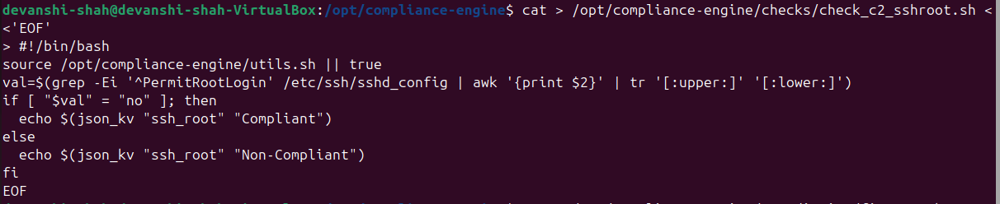 devanshi-shah@devanshi-shah-VirtualBox:/opt/compliance-engine$ cat > /opt/compliance-engine/checks/check_c2_sshroot.sh <
<'EOF'
> #!/bin/bash
source /opt/compliance-engine/utils.sh || true
val=$(grep -Ei '^PermitRootLogin' /etc/ssh/sshd_config | awk '{print $2}' | tr '[:upper:]' '[:lower:]')
if [ "$val" = "no" ]; then
  echo $(json_kv "ssh_root" "Compliant")
else
  echo $(json_kv "ssh_root" "Non-Compliant")
fi
EOF